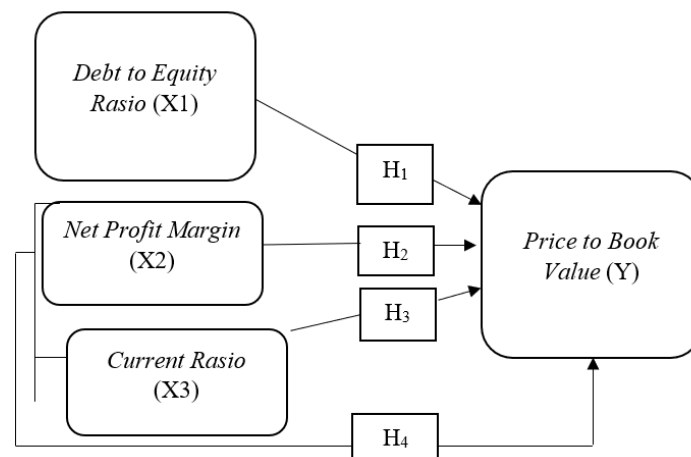 Debt to Equity
Rasio (X1)
H₁
Net Profit Margin
(X2)
H₂
Price to Book
Value (Y)
H₃
Current Rasio
(X3)
H₄